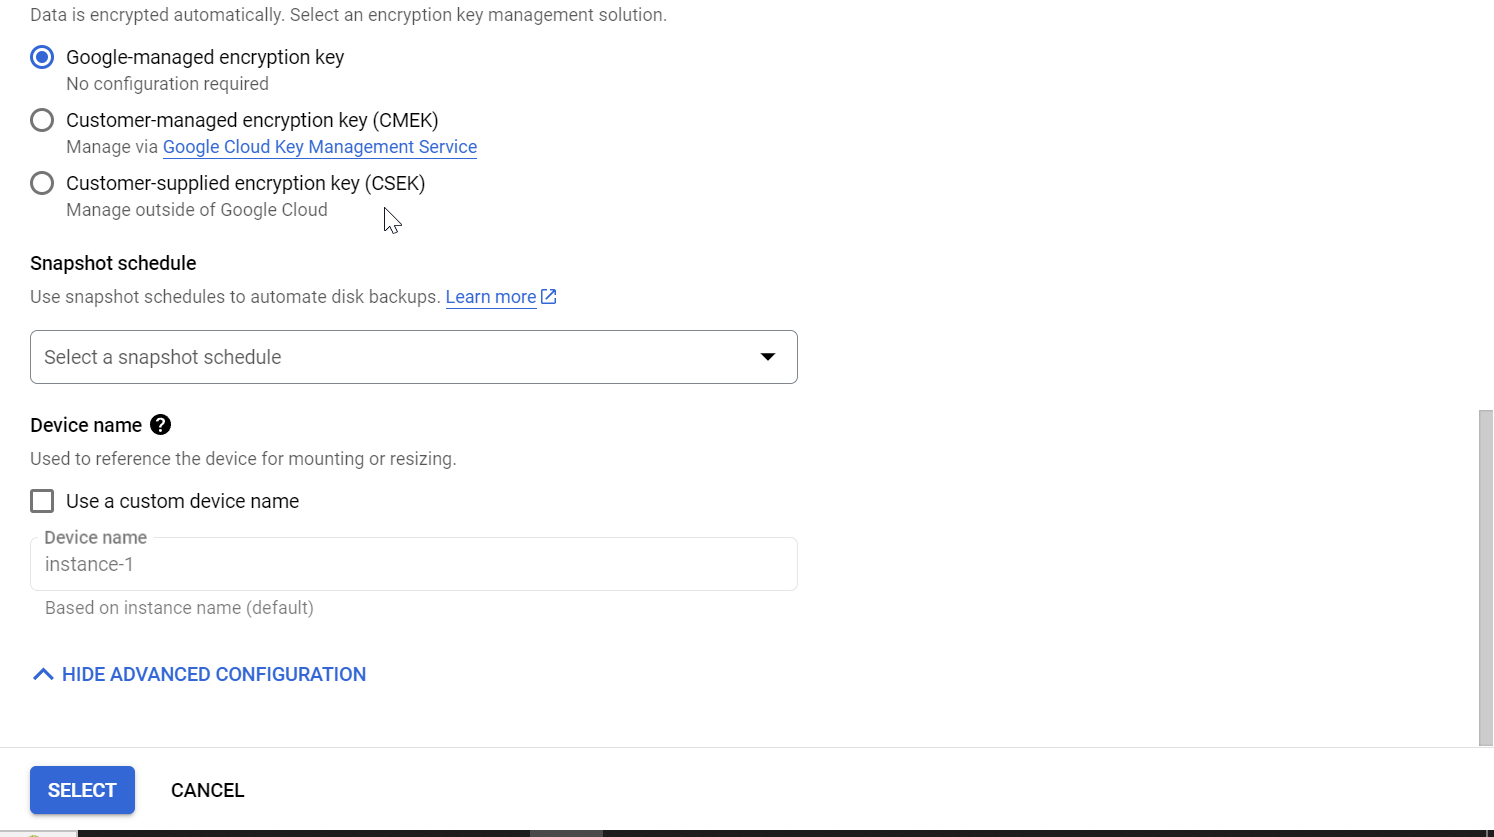 Data is encrypted automatically. Select an encryption key management solution.
Google-managed encryption key
No configuration required
Customer-managed encryption key (CMEK)
Manage via Google Cloud Key Management Service
Customer-supplied encryption key (CSEK)
Manage outside of Google Cloud
Snapshot schedule
Use snapshot schedules to automate disk backups. Learn more
Select a snapshot schedule
Device name
Used to reference the device for mounting or resizing.
Use a custom device name
Device name
instance-1
Based on instance name (default)
HIDE ADVANCED CONFIGURATION
SELECT CANCEL